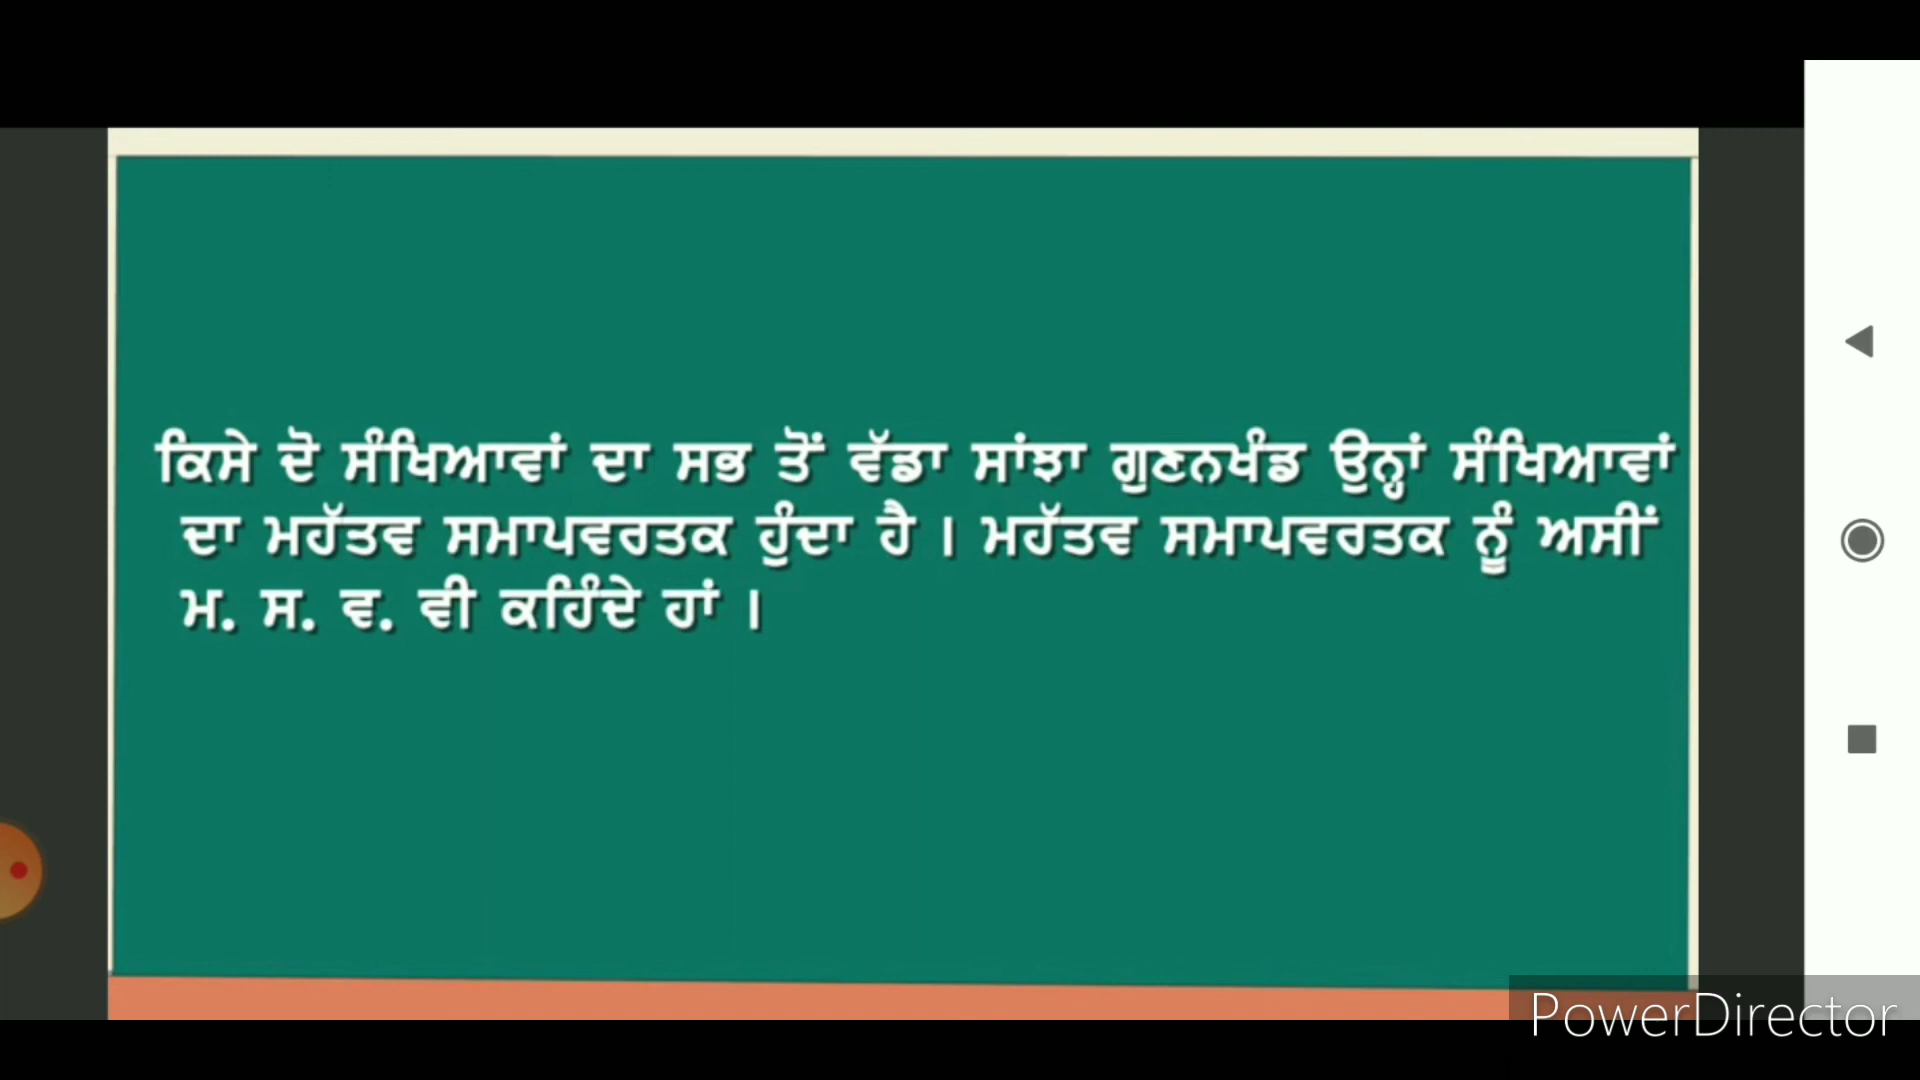 ਕਿਸੇ ਦੋ ਸੰਖਿਆਵਾਂ ਦਾ ਸਭ ਤੋਂ ਵੱਡਾ ਸਾਂਝਾ ਗੁਣਨਖੰਡ ਉਨ੍ਹਾਂ ਸੰਖਿਆਵਾਂ
ਦਾ ਮਹੱਤਵ ਸਮਾਪਵਰਤਕ ਹੁੰਦਾ ਹੈ । ਮਹੱਤਵ ਸਮਾਪਵਰਤਕ ਨੂੰ ਅਸੀਂ
ਮ. ਸ. ਵ. ਵੀ ਕਹਿੰਦੇ ਹਾਂ ।
PowerDirector